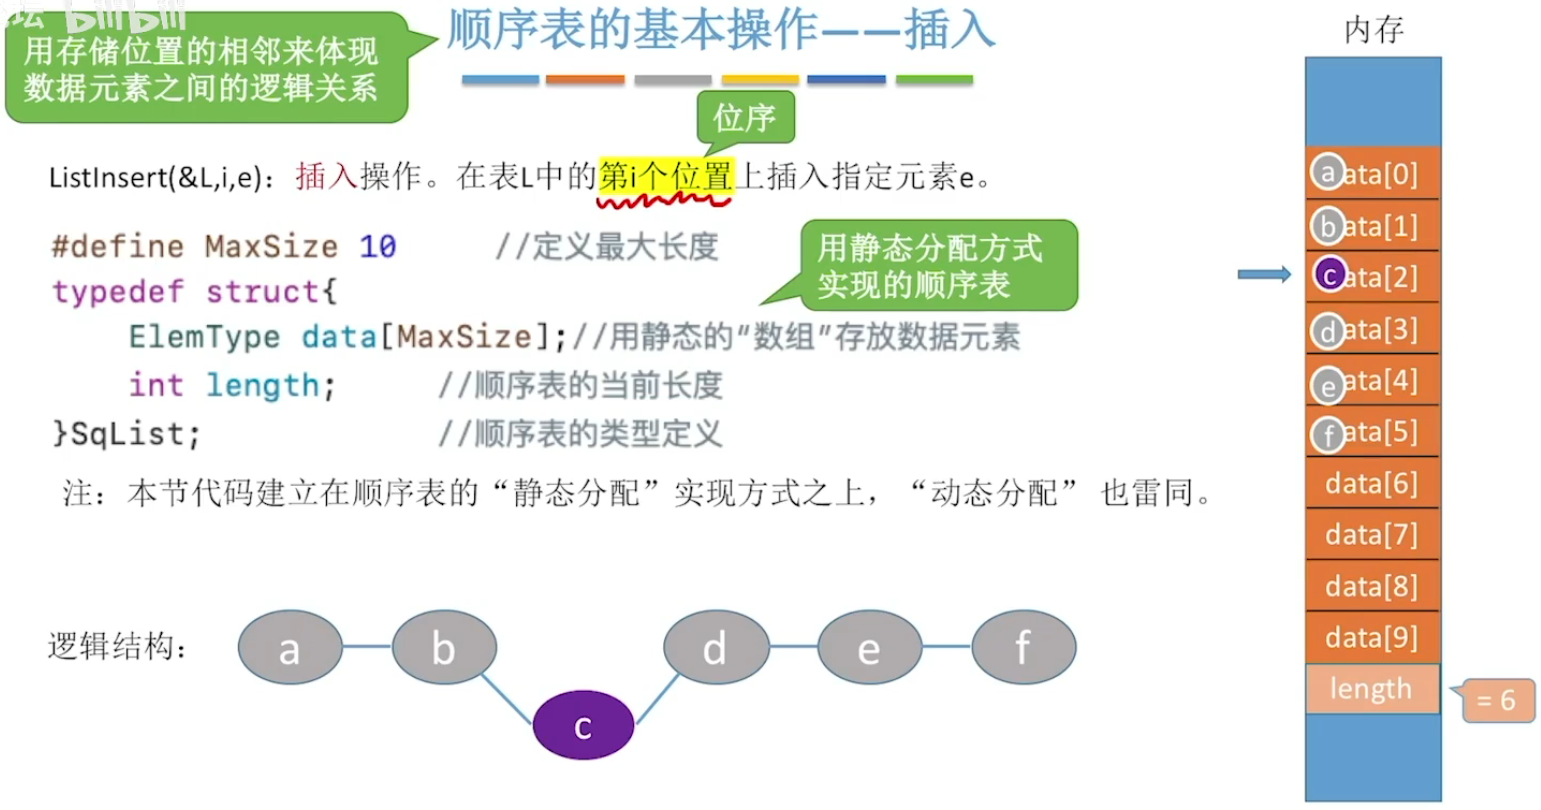 坛 bilibili
用存储位置的相邻来体现
数据元素之间的逻辑关系
顺序表的基本操作——插入
内存
位序
ListInsert(&L,i,e)：插入操作。在表L中的第i个位置上插入指定元素e。
#define MaxSize 10 //定义最大长度
typedef struct{
ElemType data[MaxSize];//用静态的"数组"存放数据元素
int length; //顺序表的当前长度
}SqList; //顺序表的类型定义
用静态分配方式
实现的顺序表
注：本节代码建立在顺序表的“静态分配”实现方式之上，“动态分配” 也雷同。
逻辑结构：
a
b
c
d
e
f
a ata[0]
b ata[1]
c ata[2]
d ata[3]
e ata[4]
f ata[5]
data[6]
data[7]
data[8]
data[9]
length
= 6